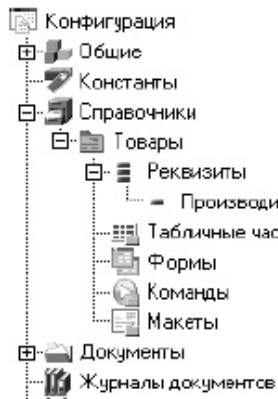 Конфигурация
Общие
Константы
Справочники
Товары
Реквизиты
Производи
Табличные час
Формы
Команды
Макеты
Документы
Журналы документов